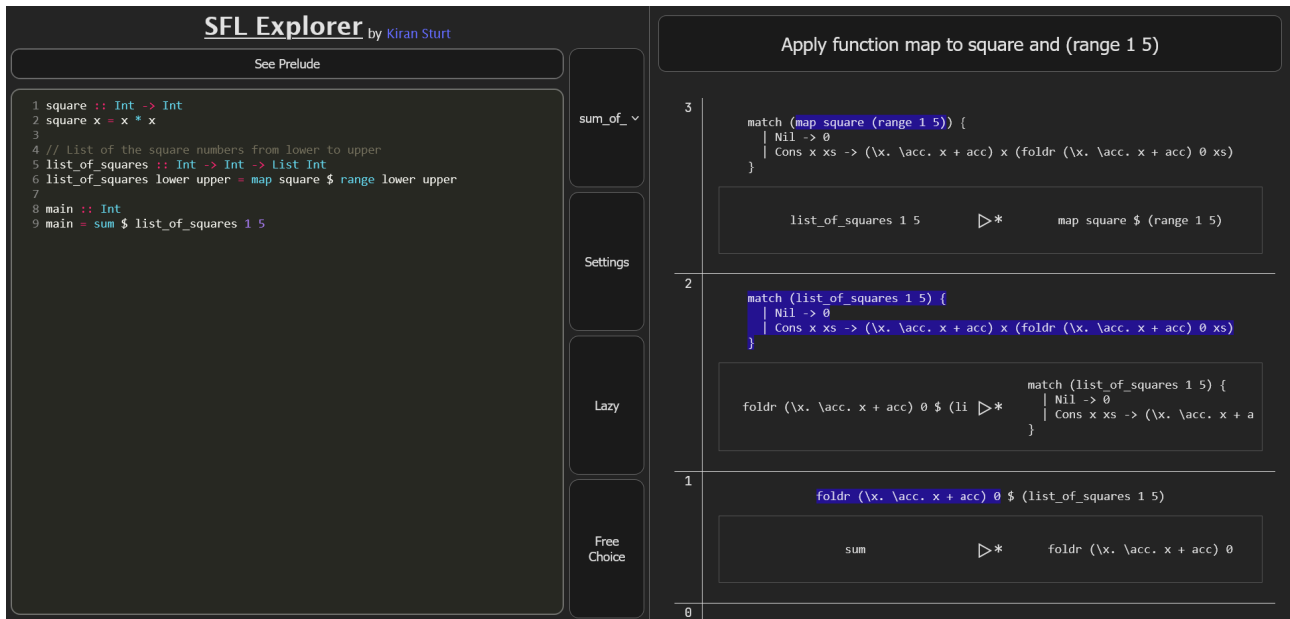 SFL Explorer by Kiran Sturt
See Prelude
1 square :: Int -> Int
2 square x = x * x
3
4 // List of the square numbers from lower to upper
5 list_of_squares :: Int -> Int -> List Int
6 list_of_squares lower upper = map square $ range lower upper
7
8 main :: Int
9 main = sum $ list_of_squares 1 5
sum_of_
Settings
Lazy
Free
Choice
Apply function map to square and (range 1 5)
3
match (map square (range 1 5)) {
| Nil -> 0
| Cons x xs -> (\x. \acc. x + acc) x (foldr (\x. \acc. x + acc) 0 xs)
}
list_of_squares 1 5 ▷* map square $ (range 1 5)
2
match (list_of_squares 1 5) {
| Nil -> 0
| Cons x xs -> (\x. \acc. x + acc) x (foldr (\x. \acc. x + acc) 0 xs)
}
foldr (\x. \acc. x + acc) 0 $ (li ▷*
match (list_of_squares 1 5) {
| Nil -> 0
| Cons x xs -> (\x. \acc. x + a
}
1
foldr (\x. \acc. x + acc) 0 $ (list_of_squares 1 5)
sum ▷* foldr (\x. \acc. x + acc) 0
0